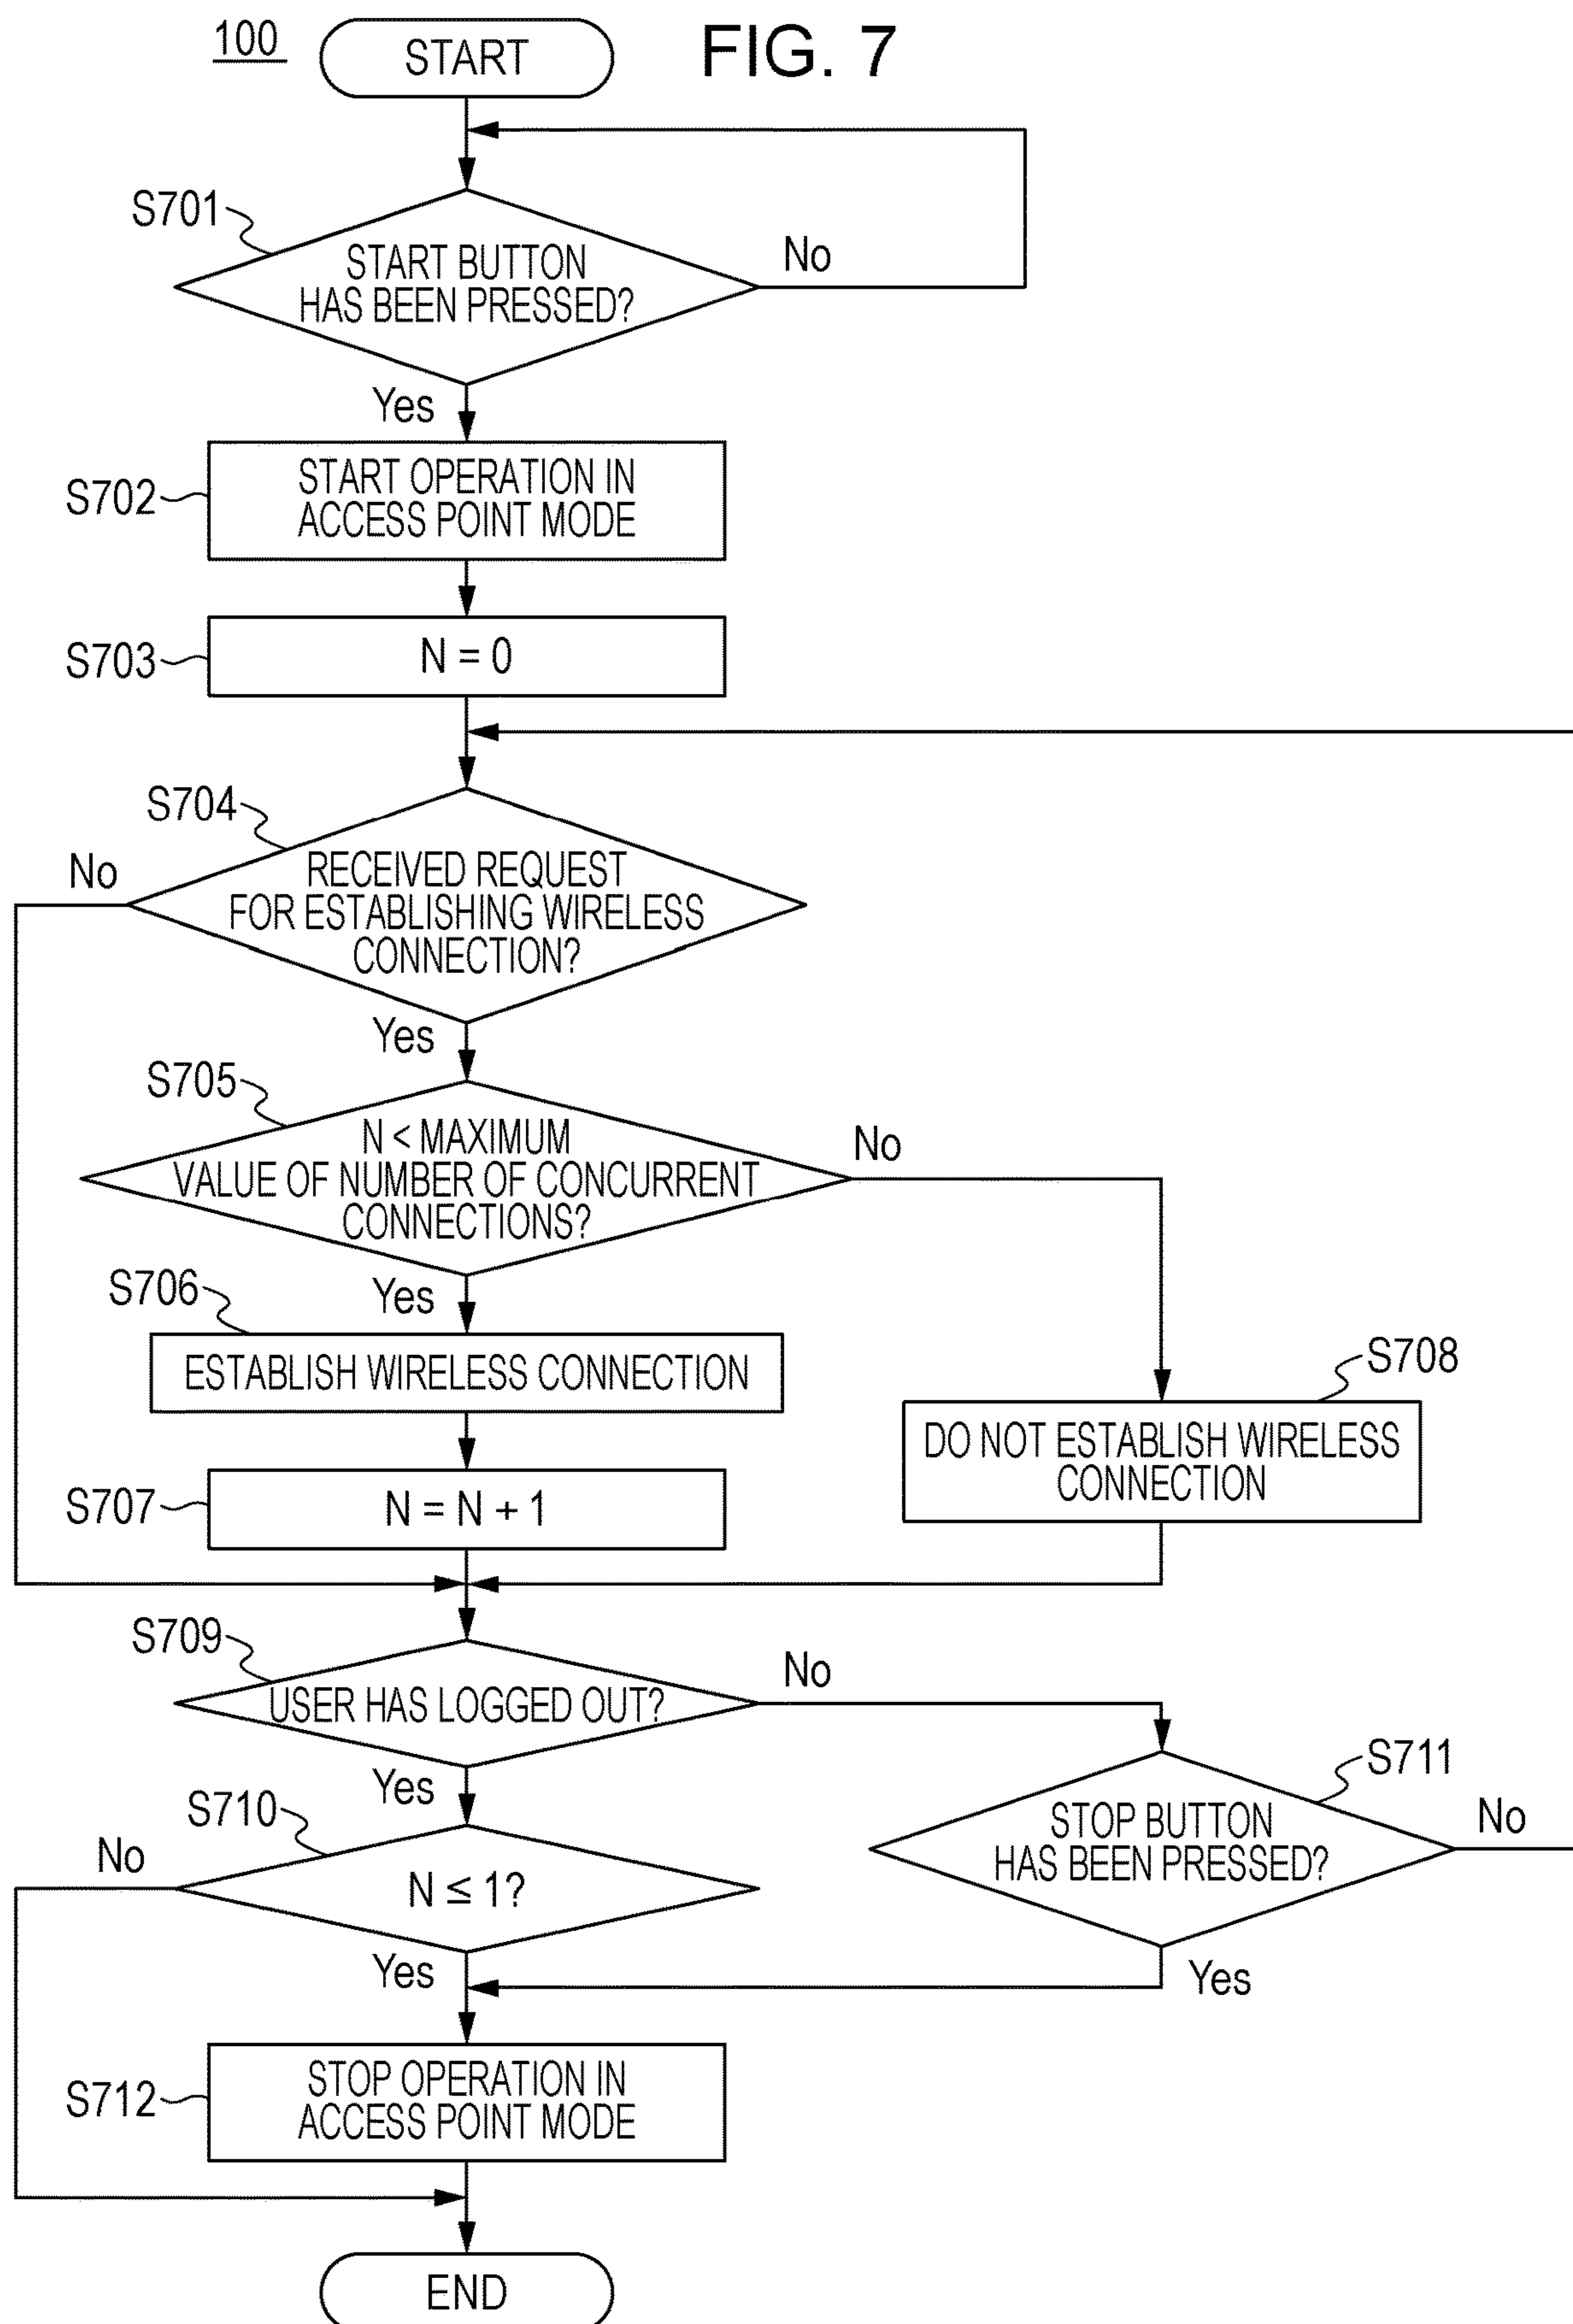 100
START
FIG. 7
S701
START BUTTON
HAS BEEN PRESSED?
No
Yes
S702
START OPERATION IN
ACCESS POINT MODE
S703
N = 0
S704
No
RECEIVED REQUEST
FOR ESTABLISHING WIRELESS
CONNECTION?
Yes
S705
N < MAXIMUM
VALUE OF NUMBER OF CONCURRENT
CONNECTIONS?
No
S706
Yes
ESTABLISH WIRELESS CONNECTION
S708
DO NOT ESTABLISH WIRELESS
CONNECTION
S707
N = N + 1
S709
USER HAS LOGGED OUT?
No
Yes
S711
STOP BUTTON
HAS BEEN PRESSED?
No
Yes
S710
No
N ≤ 1?
Yes
S712
STOP OPERATION IN
ACCESS POINT MODE
END